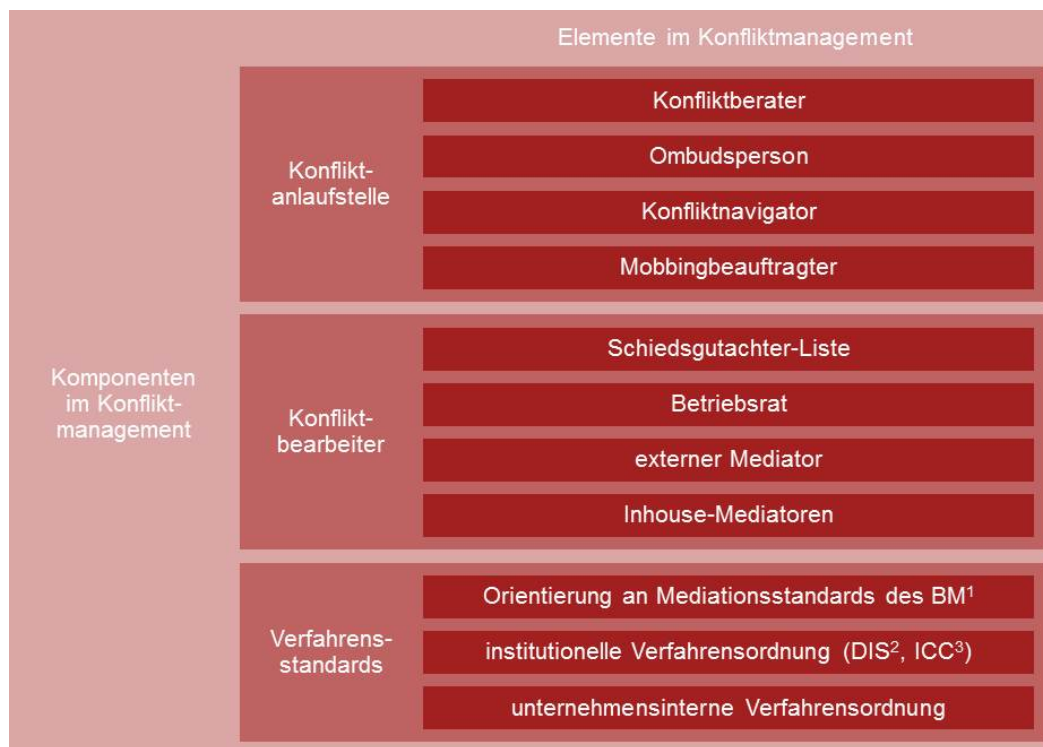 Elemente im Konfliktmanagement
Komponenten
im Konflikt-
management
Konflikt-
anlaufstelle
Konfliktberater
Ombudsperson
Konfliktnavigator
Mobbingbeauftragter
Konflikt-
bearbeiter
Schiedsgutachter-Liste
Betriebsrat
externer Mediator
Inhouse-Mediatoren
Verfahrens-
standards
Orientierung an Mediationsstandards des BM¹
institutionelle Verfahrensordnung (DIS², ICC³)
unternehmensinterne Verfahrensordnung